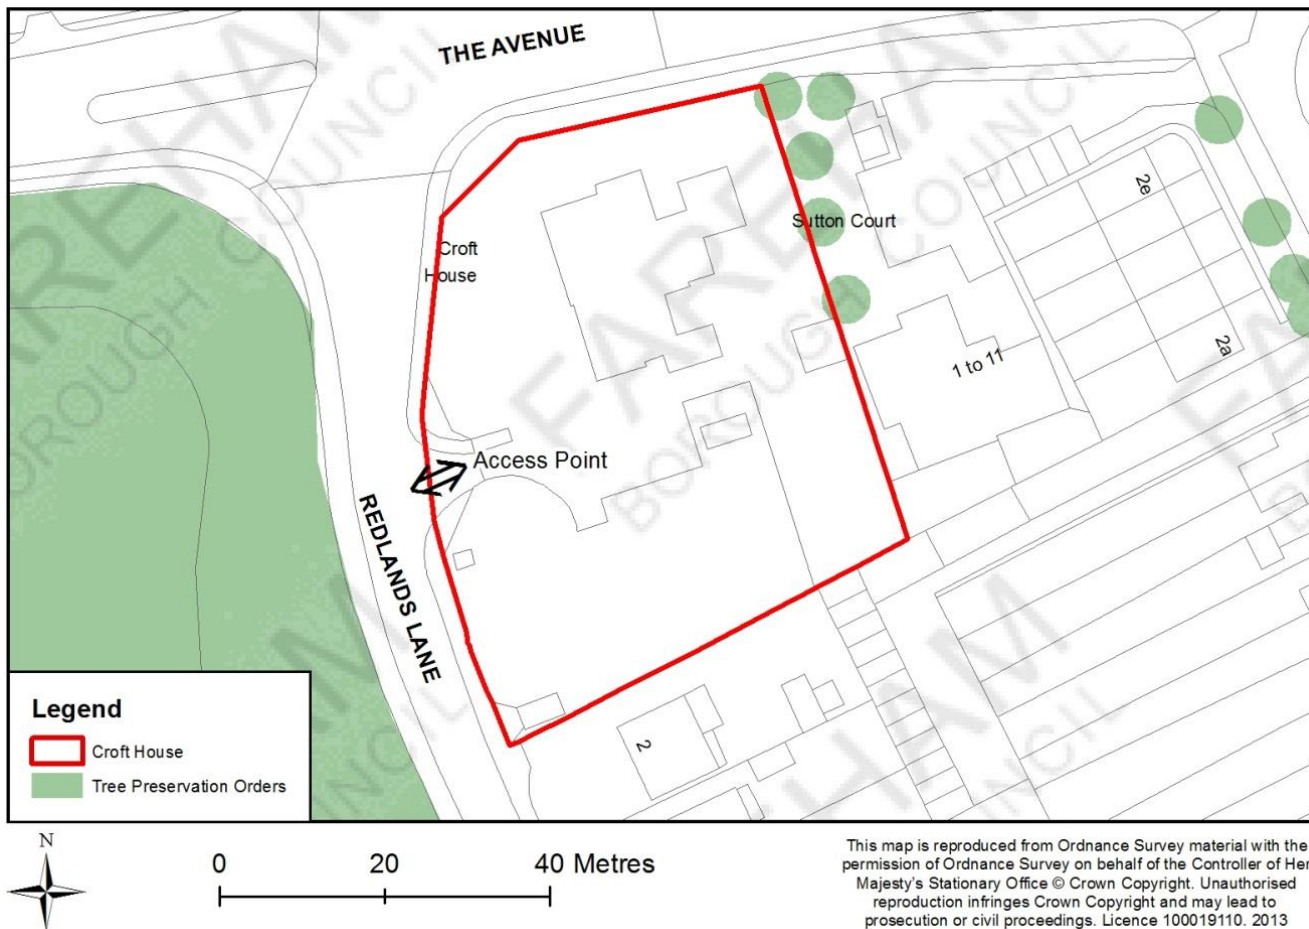 THE AVENUE
Croft
House
Sutton Court
2e
2a
1 to 11
Access Point
REDLANDS LANE
2
Legend
Croft House
Tree Preservation Orders
N
0 20 40 Metres
This map is reproduced from Ordnance Survey material with the
permission of Ordnance Survey on behalf of the Controller of Her
Majesty's Stationary Office © Crown Copyright. Unauthorised
reproduction infringes Crown Copyright and may lead to
prosecution or civil proceedings. Licence 100019110. 2013
FAREHAM
BOROUGH COUNCIL